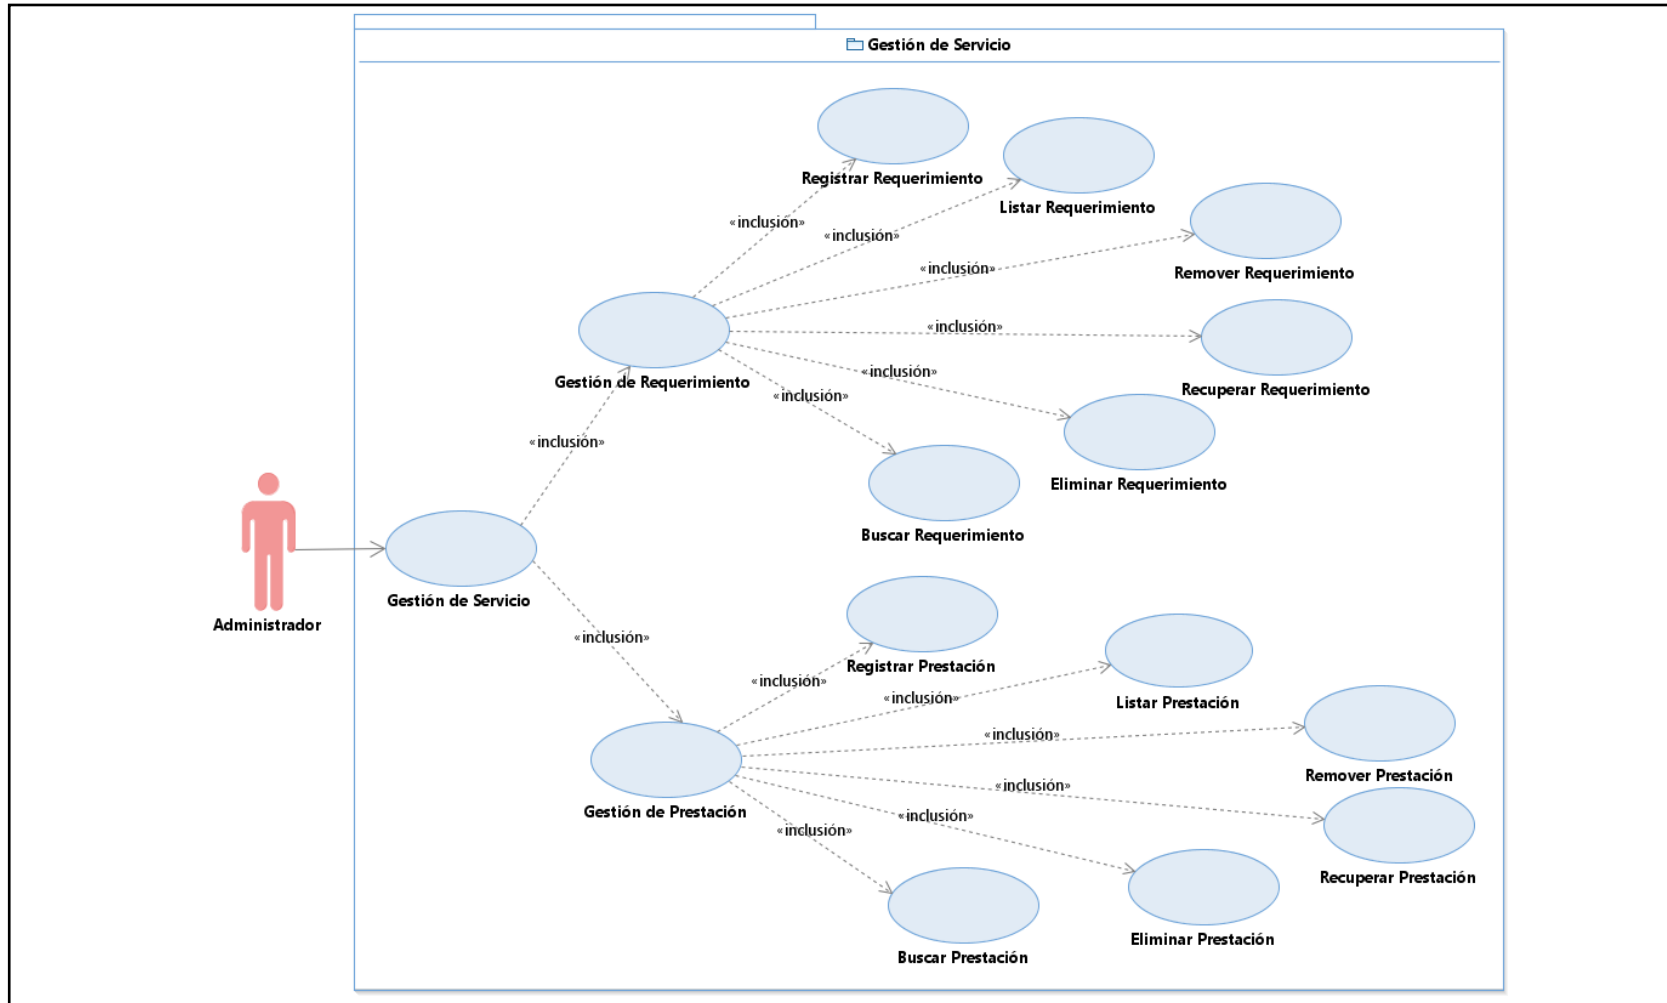 Gestión de Servicio
Registrar Requerimiento
Listar Requerimiento
«inclusión»
«inclusión»
Remover Requerimiento
«inclusión»
«inclusión»
Gestión de Requerimiento
«inclusión»
Recuperar Requerimiento
«inclusión»
«inclusión»
Eliminar Requerimiento
Buscar Requerimiento
Gestión de Servicio
Administrador
«inclusión»
Registrar Prestación
«inclusión»
«inclusión»
Listar Prestación
«inclusión»
Remover Prestación
«inclusión»
Gestión de Prestación
«inclusión»
«inclusión»
Recuperar Prestación
Eliminar Prestación
Buscar Prestación